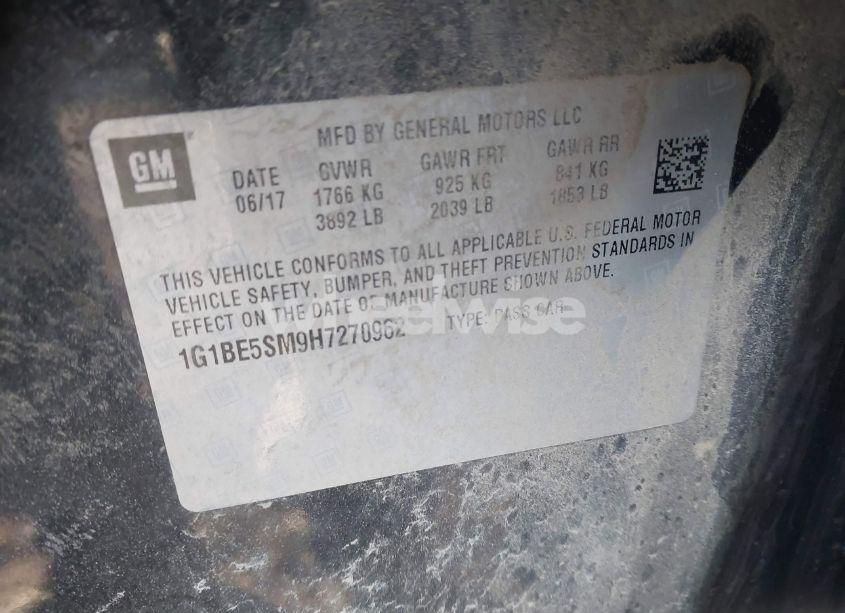 GM
MFD BY GENERAL MOTORS LLC
DATE GVWR GAWR FRT GAWR RR
06/17 1766 KG 925 KG 841 KG
3892 LB 2039 LB 1853 LB
THIS VEHICLE CONFORMS TO ALL APPLICABLE U.S. FEDERAL MOTOR
VEHICLE SAFETY, BUMPER, AND THEFT PREVENTION STANDARDS IN
EFFECT ON THE DATE OF MANUFACTURE SHOWN ABOVE.
1G1BE5SM9H7270962 TYPE: PASS CAR
wheelwise